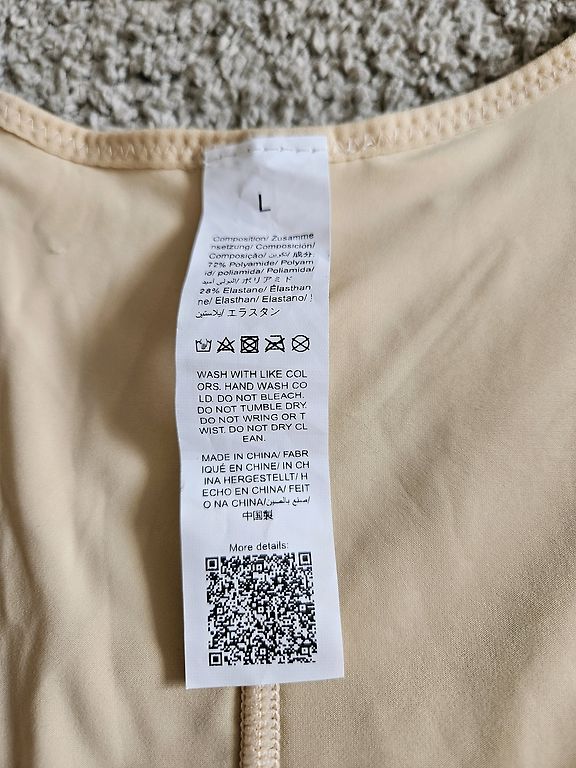 L
Composition/ Zusamme
nsetzung/ Composición/
Composição/ تكوين/ 成分:
72% Polyamide/ Polyam
id/ poliamida/ Poliamida/
البولي أميد/ ポリアミド
28% Elastane/ Élasthan
ne/ Elasthan/ Elastano/
يلاستين/ エラスタン
WASH WITH LIKE COL
ORS. HAND WASH CO
LD. DO NOT BLEACH.
DO NOT TUMBLE DRY.
DO NOT WRING OR T
WIST. DO NOT DRY CL
EAN.
MADE IN CHINA/ FABR
IQUÉ EN CHINE/ IN CH
INA HERGESTELLT/ H
ECHO EN CHINA/ FEIT
O NA CHINA/صنع بالصين/
中国製
More details: